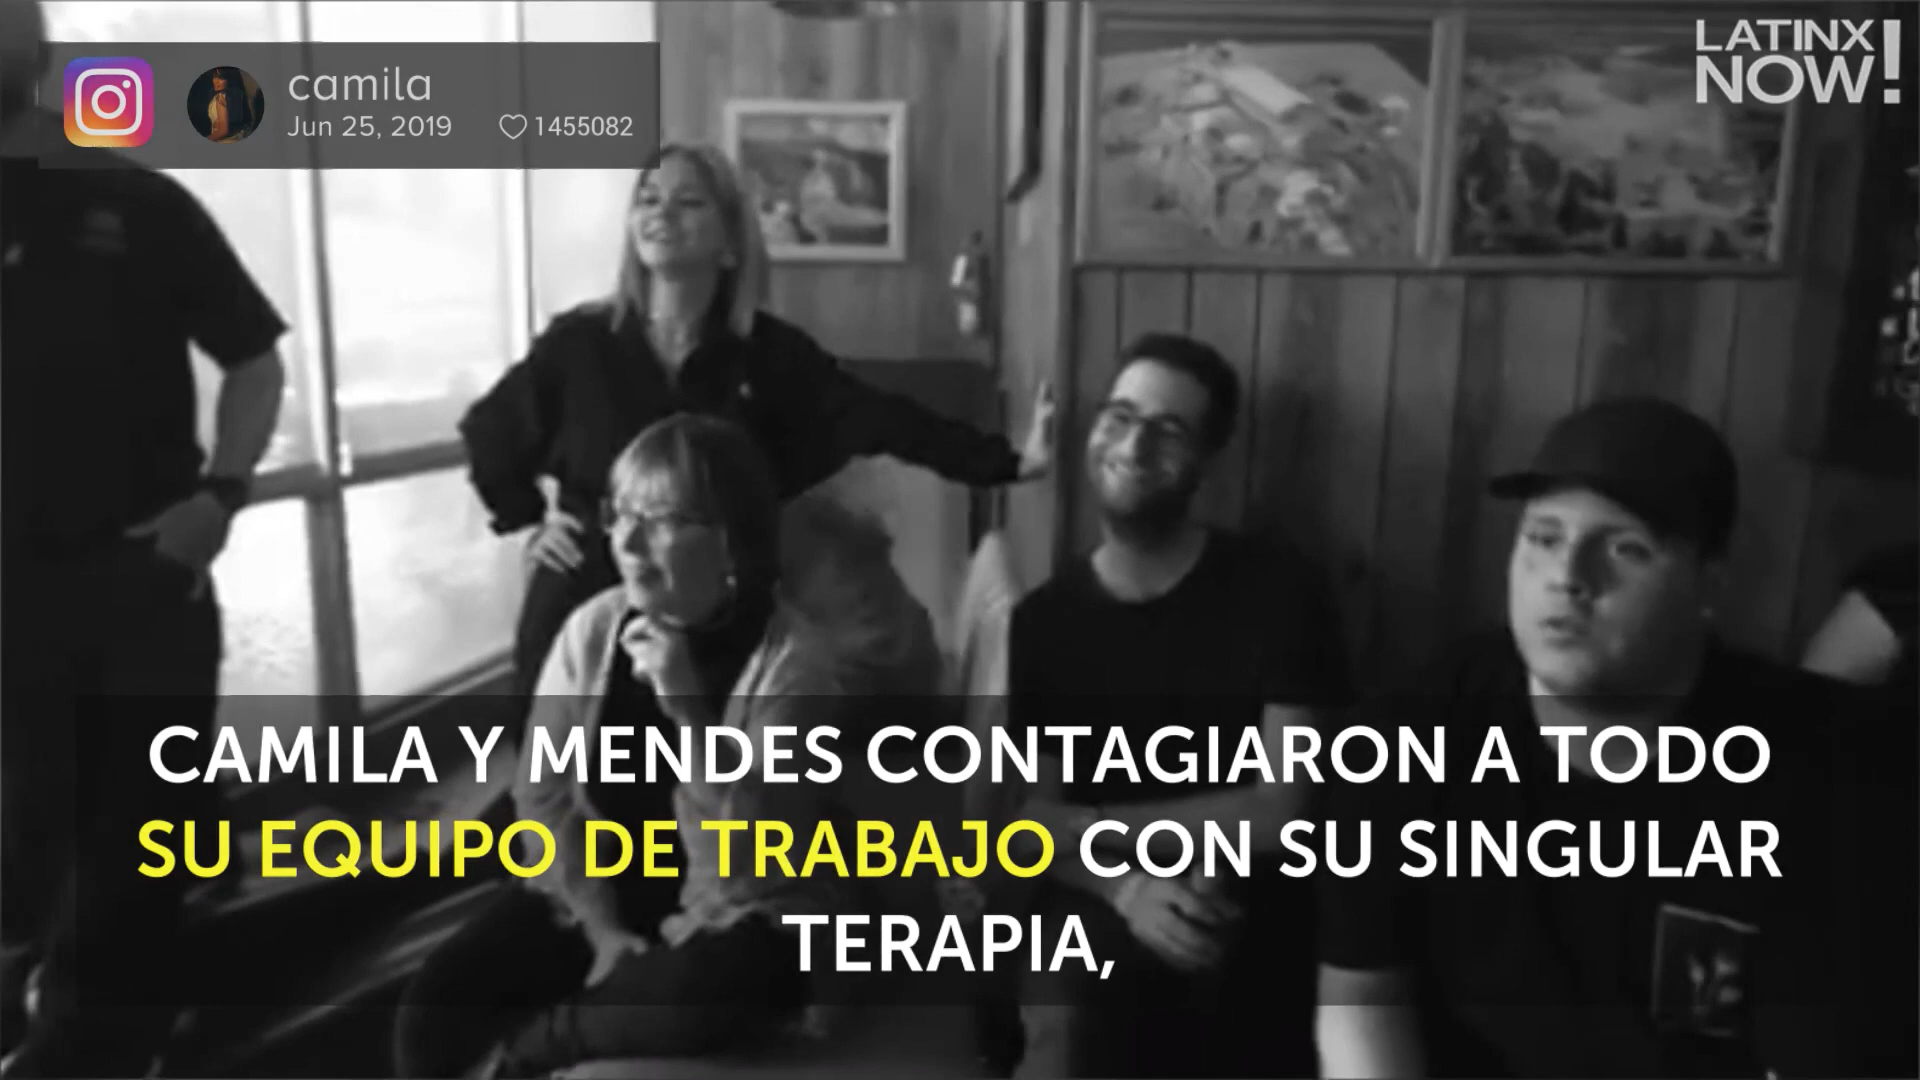 camila
Jun 25, 2019 1455082
LATINX
NOW!
CAMILA Y MENDES CONTAGIARON A TODO
SU EQUIPO DE TRABAJO CON SU SINGULAR
TERAPIA,